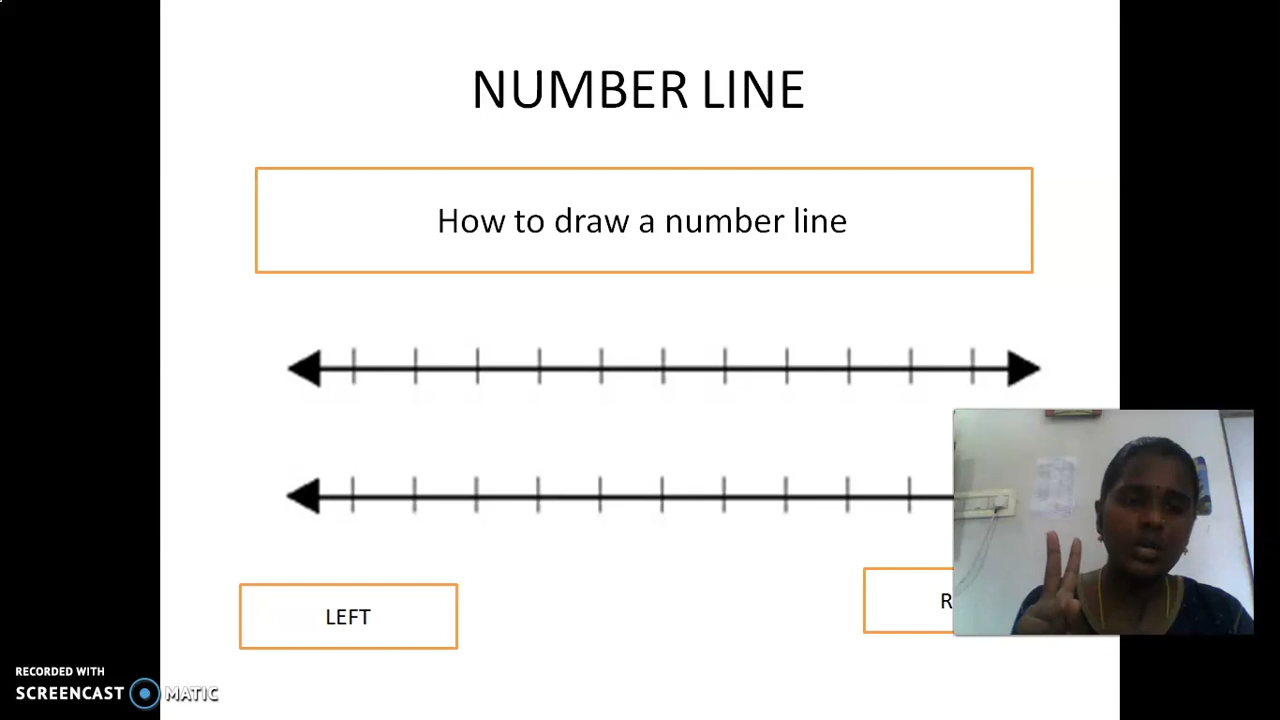 NUMBER LINE
How to draw a number line
LEFT
RECORDED WITH
SCREENCAST MATIC